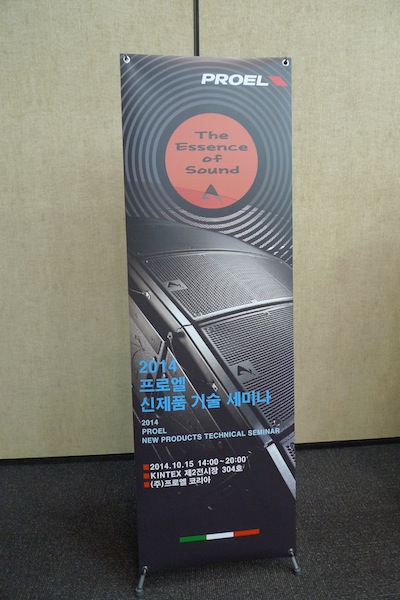 PROEL
The
Essence
of
Sound
2014
프로엘
신제품 기술 세미나
2014
PROEL
NEW PRODUCTS TECHNICAL SEMINAR
2014.10.15 14:00~20:00
KINTEX 제2전시장 304호
(주)프로엘 코리아